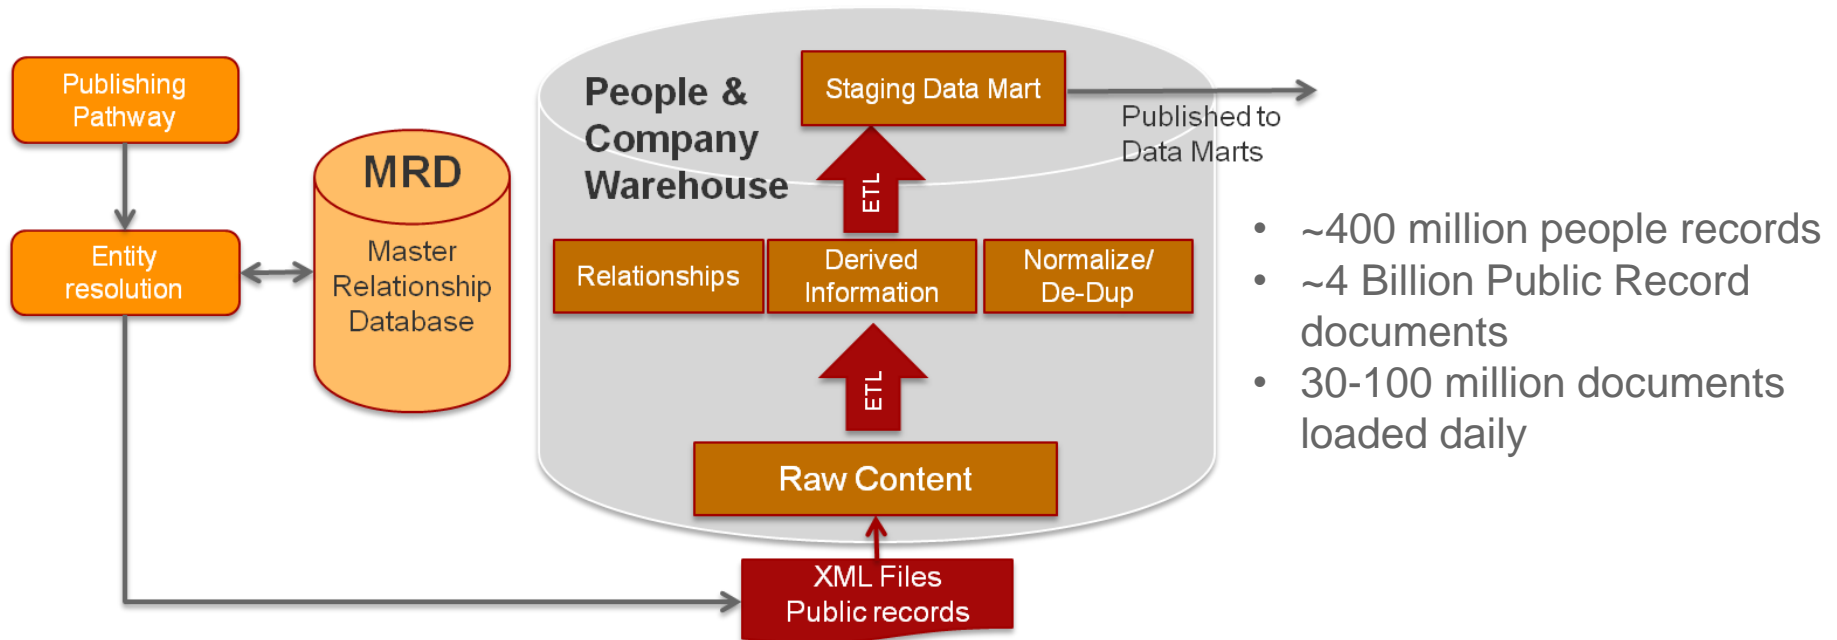 Publishing
Pathway
Entity
resolution
MRD
Master
Relationship
Database
People &
Company
Warehouse
Staging Data Mart
Published to
Data Marts
ETL
Relationships
Derived
Information
Normalize/
De-Dup
ETL
Raw Content
XML Files
Public records
• ~400 million people records
• ~4 Billion Public Record
documents
• 30-100 million documents
loaded daily